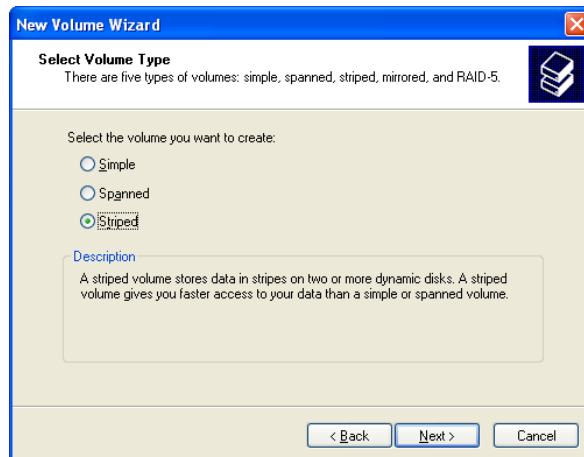 New Volume Wizard
Select Volume Type
There are five types of volumes: simple, spanned, striped, mirrored, and RAID-5.
Select the volume you want to create:
Simple
Spanned
Striped
Description
A striped volume stores data in stripes on two or more dynamic disks. A striped
volume gives you faster access to your data than a simple or spanned volume.
< Back Next > Cancel